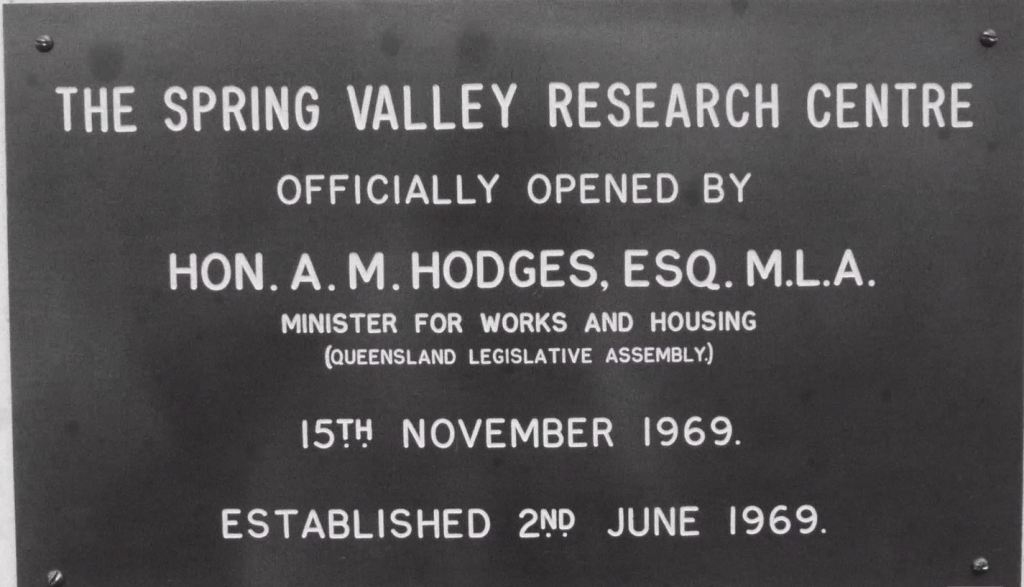 THE SPRING VALLEY RESEARCH CENTRE
OFFICIALLY OPENED BY
HON. A. M. HODGES, ESQ. M.L.A.
MINISTER FOR WORKS AND HOUSING
(QUEENSLAND LEGISLATIVE ASSEMBLY.)
15TH NOVEMBER 1969.
ESTABLISHED 2ND JUNE 1969.